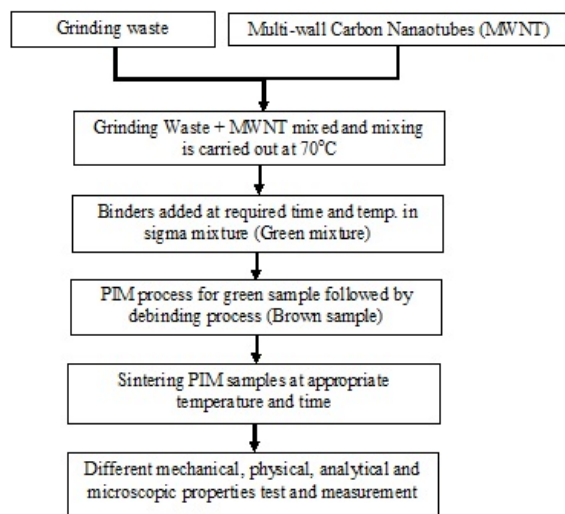 Grinding waste
Multi-wall Carbon Nanaotubes (MWNT)
Grinding Waste + MWNT mixed and mixing
is carried out at 70°C
Binders added at required time and temp. in
sigma mixture (Green mixture)
PIM process for green sample followed by
debinding process (Brown sample)
Sintering PIM samples at appropriate
temperature and time
Different mechanical, physical, analytical and
microscopic properties test and measurement